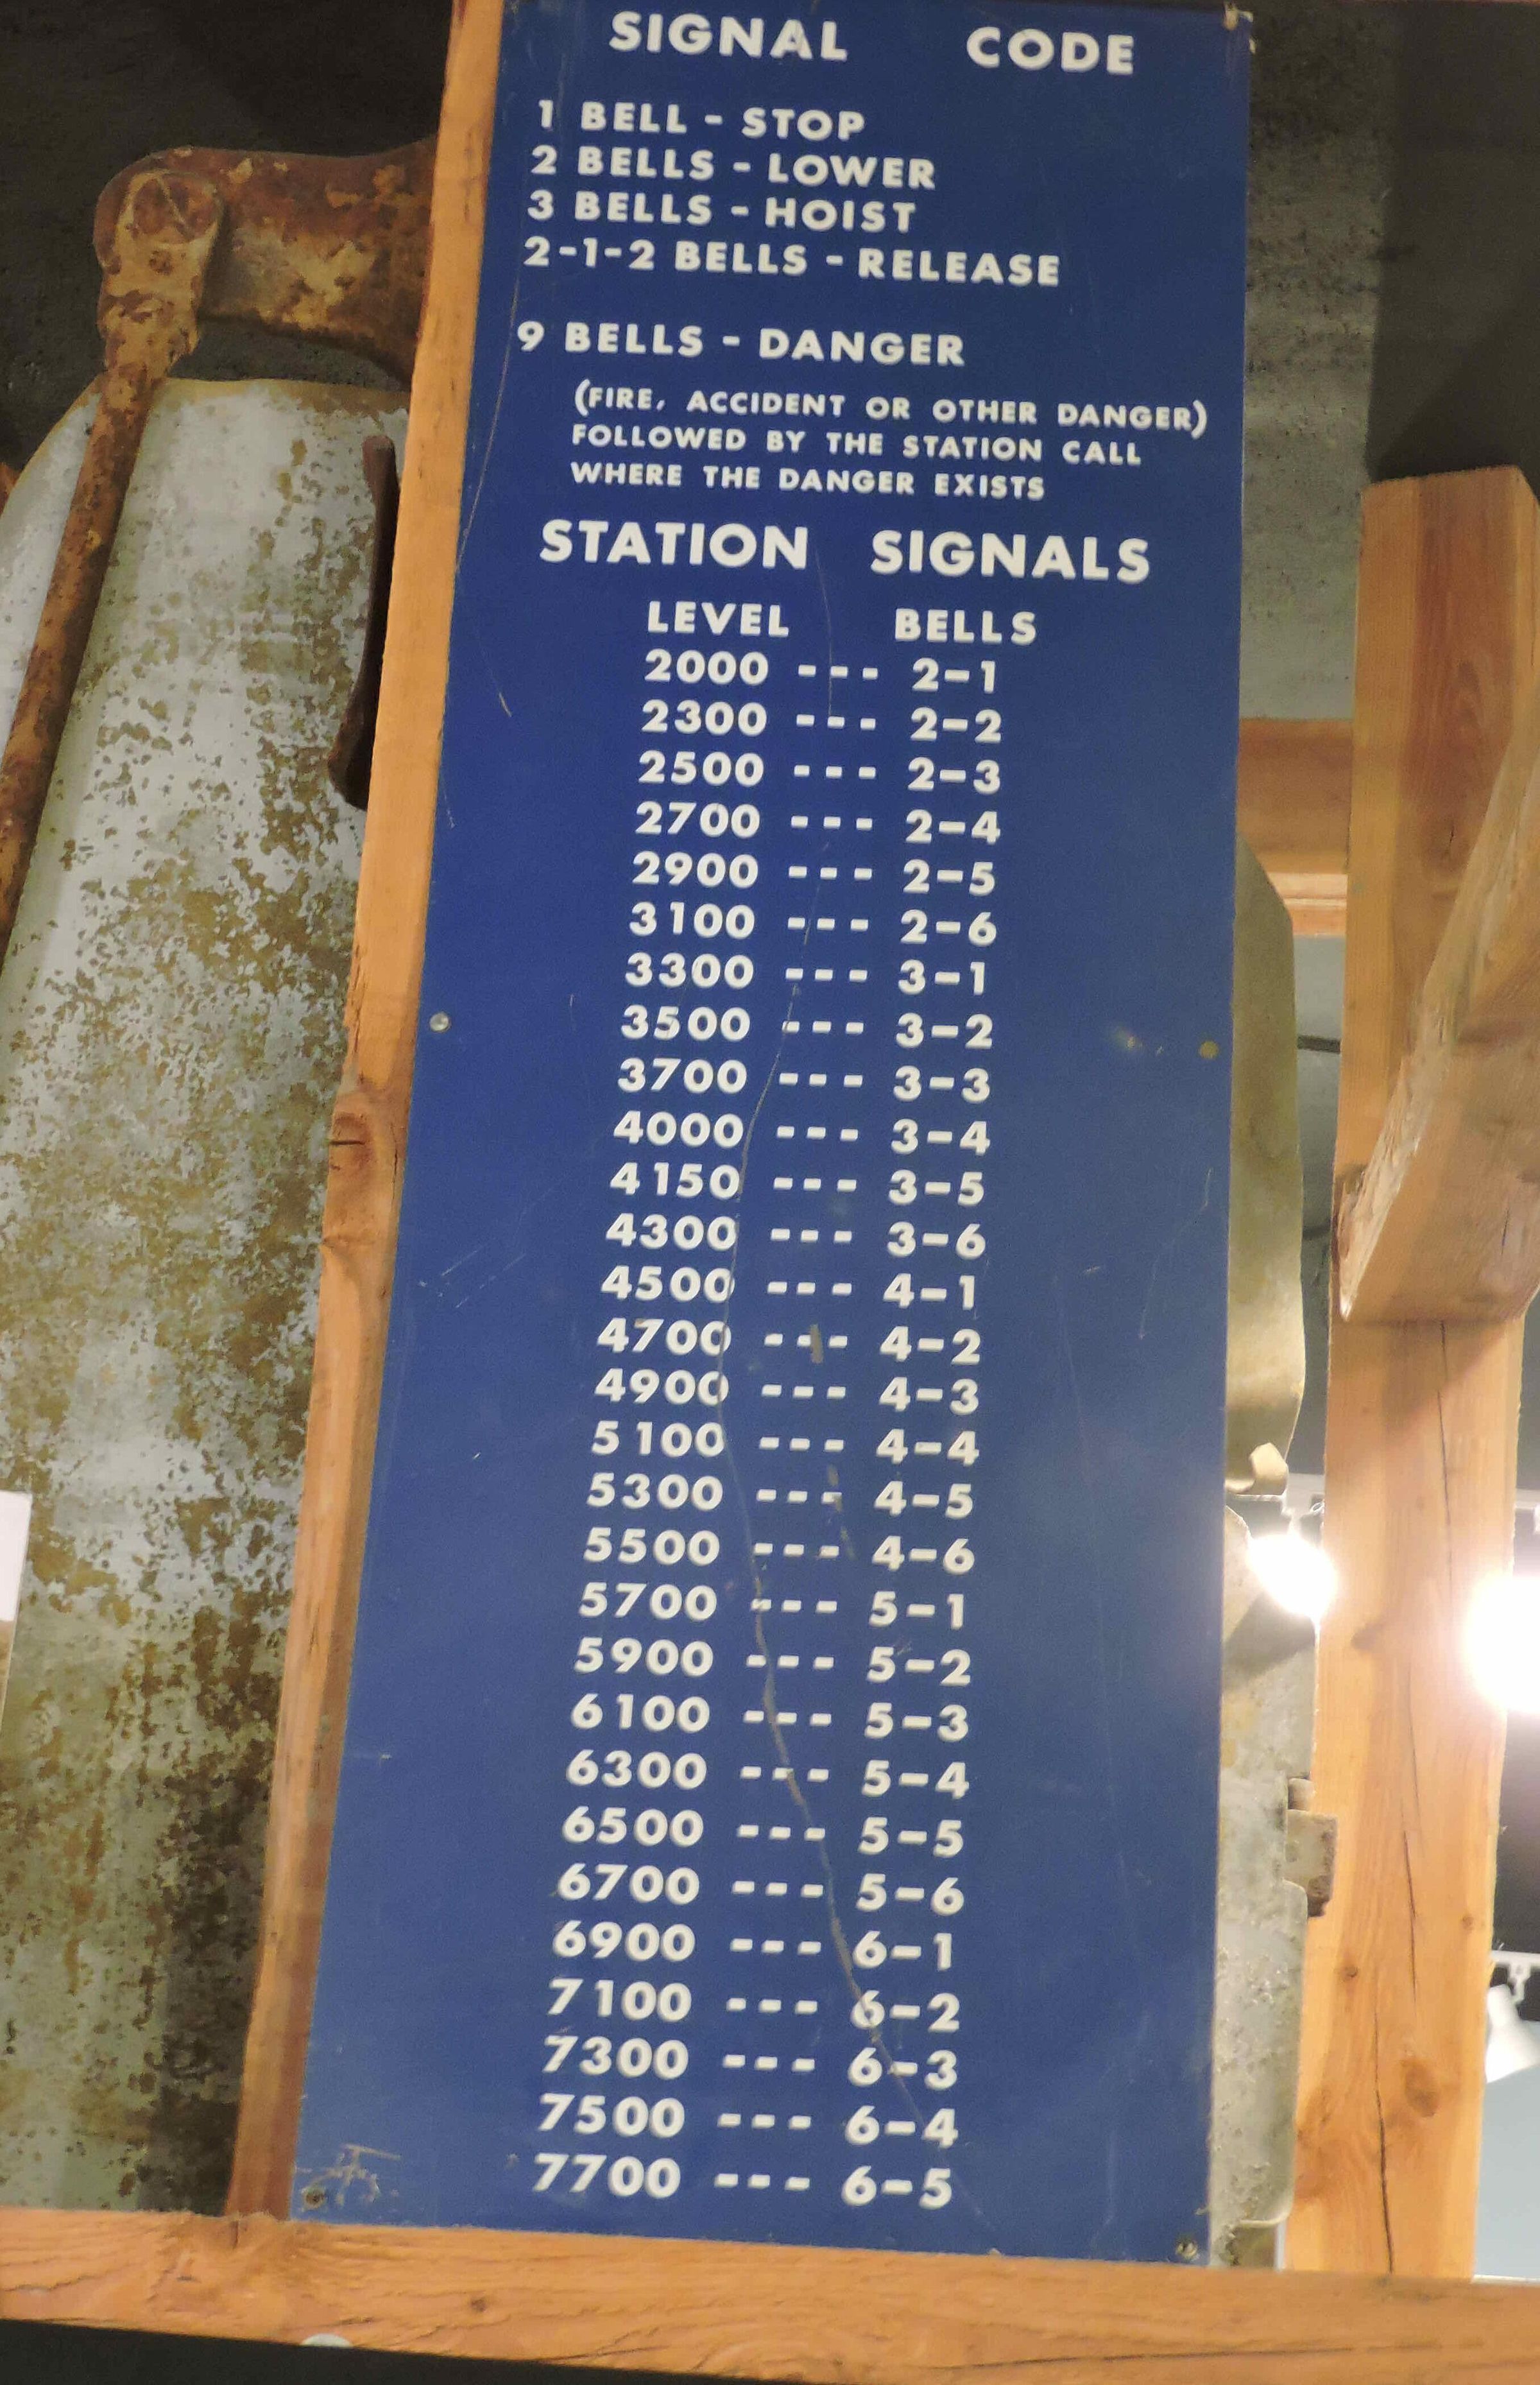 SIGNAL CODE
1 BELL - STOP
2 BELLS - LOWER
3 BELLS - HOIST
2-1-2 BELLS - RELEASE
9 BELLS - DANGER
(FIRE, ACCIDENT OR OTHER DANGER)
FOLLOWED BY THE STATION CALL
WHERE THE DANGER EXISTS
STATION SIGNALS
LEVEL BELLS
2000 --- 2-1
2300 --- 2-2
2500 --- 2-3
2700 --- 2-4
2900 --- 2-5
3100 --- 2-6
3300 --- 3-1
3500 --- 3-2
3700 --- 3-3
4000 --- 3-4
4150 --- 3-5
4300 --- 3-6
4500 --- 4-1
4700 --- 4-2
4900 --- 4-3
5100 --- 4-4
5300 --- 4-5
5500 --- 4-6
5700 --- 5-1
5900 --- 5-2
6100 --- 5-3
6300 --- 5-4
6500 --- 5-5
6700 --- 5-6
6900 --- 6-1
7100 --- 6-2
7300 --- 6-3
7500 --- 6-4
7700 --- 6-5